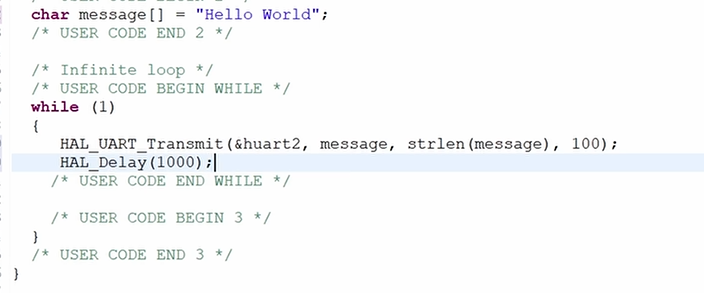 char message[] = "Hello World";
/* USER CODE END 2 */
/* Infinite loop */
/* USER CODE BEGIN WHILE */
while (1)
{
HAL_UART_Transmit(&huart2, message, strlen(message), 100);
HAL_Delay(1000);
/* USER CODE END WHILE */
/* USER CODE BEGIN 3 */
}
/* USER CODE END 3 */
}